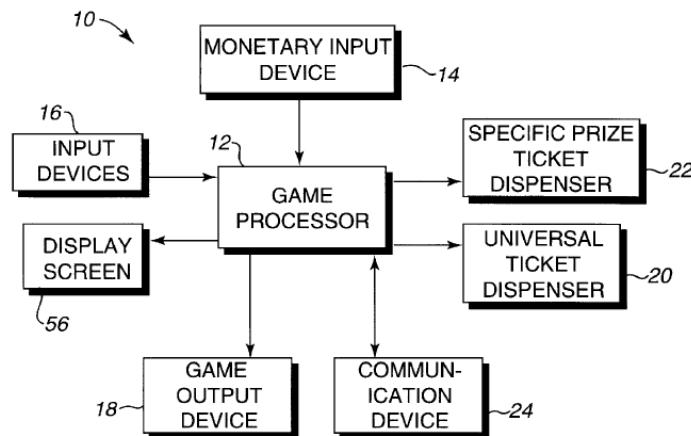 10
MONETARY INPUT
DEVICE
14
16
INPUT
DEVICES
12
GAME
PROCESSOR
SPECIFIC PRIZE
TICKET
DISPENSER
22
DISPLAY
SCREEN
56
UNIVERSAL
TICKET
DISPENSER
20
GAME
OUTPUT
DEVICE
18
COMMUN-
ICATION
DEVICE
24